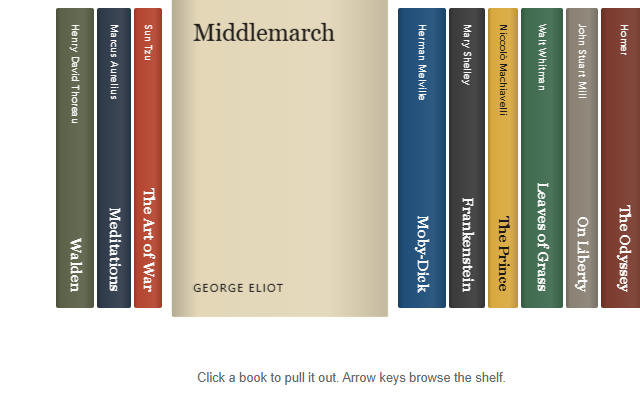 Henry David Thoreau
Walden
Marcus Aurelius
Meditations
Sun Tzu
The Art of War
Middlemarch
GEORGE ELIOT
Herman Melville
Moby-Dick
Mary Shelley
Frankenstein
Niccolò Machiavelli
The Prince
Walt Whitman
Leaves of Grass
John Stuart Mill
On Liberty
Homer
The Odyssey
Click a book to pull it out. Arrow keys browse the shelf.